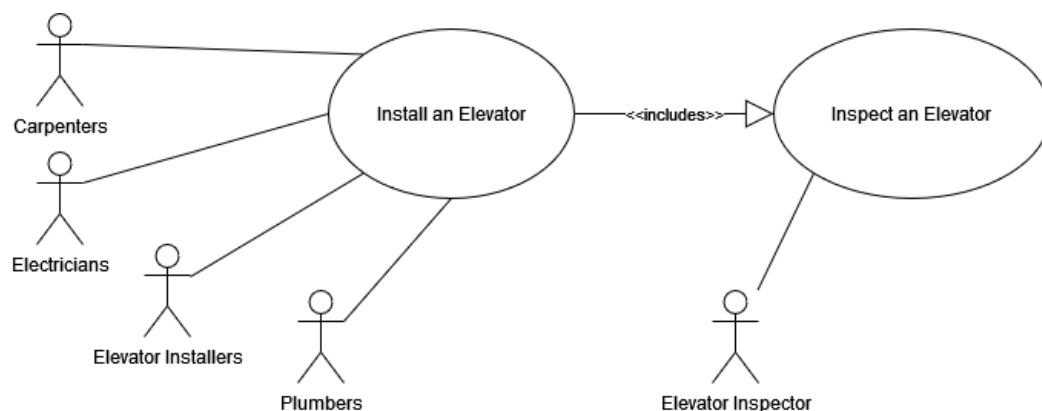 Carpenters
Install an Elevator
<<includes>>
Inspect an Elevator
Electricians
Elevator Installers
Plumbers
Elevator Inspector